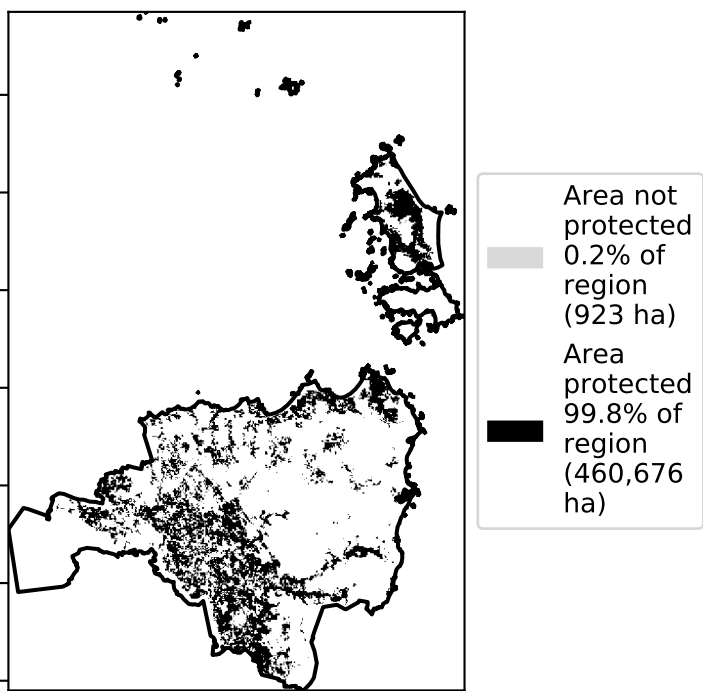 Area not
protected
0.2% of
region
(923 ha)
Area
protected
99.8% of
region
(460,676
ha)